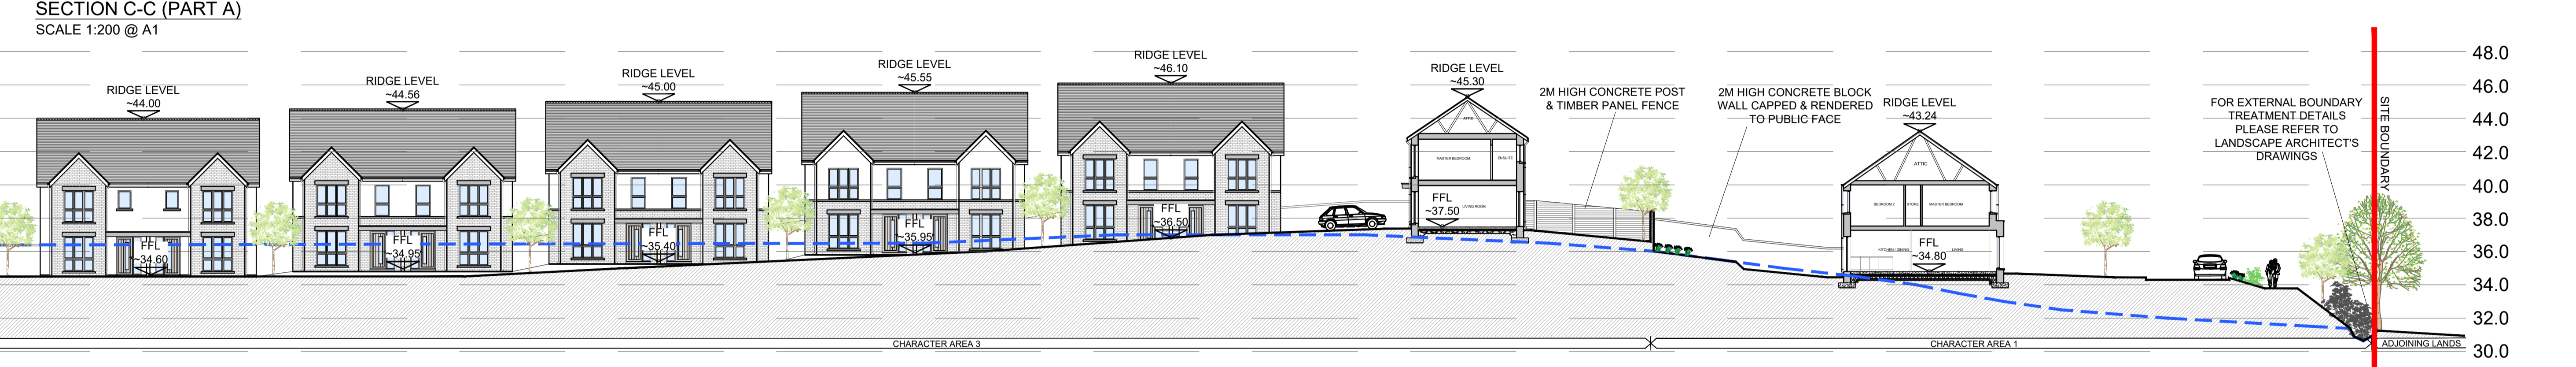 SECTION C-C (PART A)
SCALE 1:200 @ A1
RIDGE LEVEL
~44.00
FFL
~34.60
RIDGE LEVEL
~44.56
FFL
~34.95
RIDGE LEVEL
~45.00
FFL
~35.40
RIDGE LEVEL
~45.55
FFL
~35.95
RIDGE LEVEL
~46.10
FFL
~36.50
RIDGE LEVEL
~45.30
ATTIC
MASTER BEDROOM
ENSUITE
FFL
~37.50
LIVING ROOM
2M HIGH CONCRETE POST
& TIMBER PANEL FENCE
2M HIGH CONCRETE BLOCK
WALL CAPPED & RENDERED
TO PUBLIC FACE
RIDGE LEVEL
~43.24
ATTIC
BEDROOM 2
STORE
MASTER BEDROOM
KITCHEN / DINING
LIVING
FFL
~34.80
FOR EXTERNAL BOUNDARY
TREATMENT DETAILS
PLEASE REFER TO
LANDSCAPE ARCHITECT'S
DRAWINGS
SITE BOUNDARY
48.0
46.0
44.0
42.0
40.0
38.0
36.0
34.0
32.0
30.0
CHARACTER AREA 3
CHARACTER AREA 1
ADJOINING LANDS